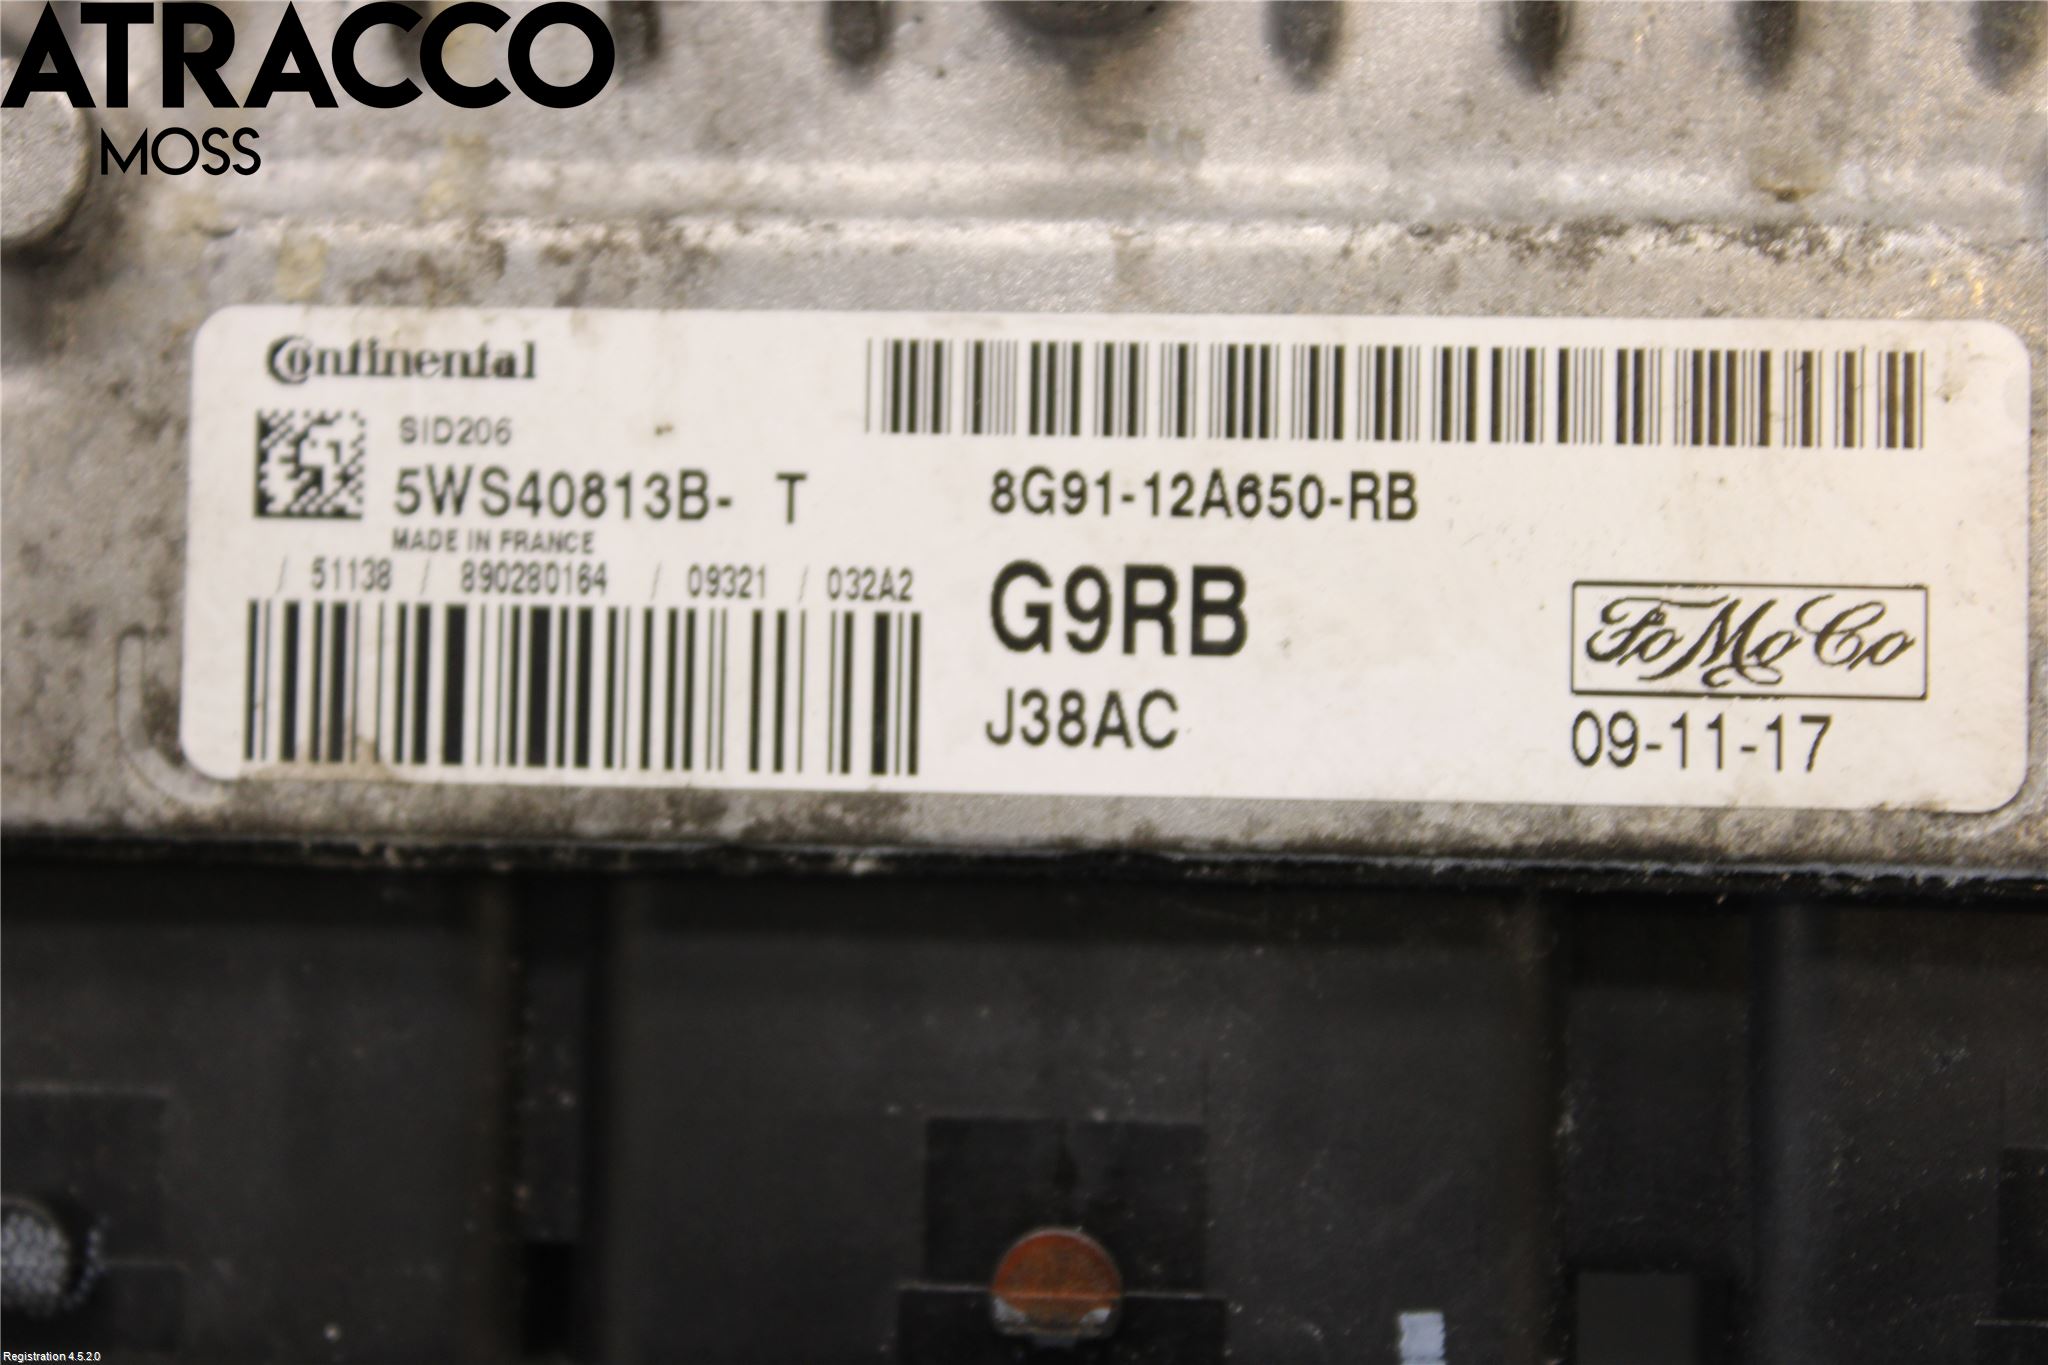 ATRACCO
MOSS
Continental
SID206
5WS40813B- T
MADE IN FRANCE
/ 51138 / 890280164 / 09321 / 032A2
8G91-12A650-RB
G9RB
J38AC
FoMoCo
09-11-17
Registration 4.5.2.0